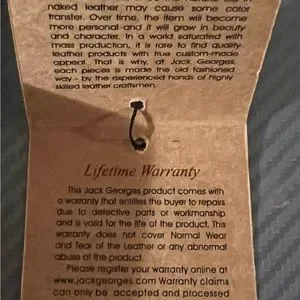 naked leather may cause some color
transfer. Over time, the item will become
more personal and it will grow in beauty
and character. In a world saturated with
mass production, it is rare to find quality
leather products with true custom-made
appeal. That is why, at Jack Georges,
each pieces is made the old fashioned
way - by the experienced hands of highly
skilled leather craftsmen.
Lifetime Warranty
This Jack Georges product comes with
a warranty that entitles the buyer to repairs
due to defective parts or workmanship
and is valid for the life of the product. This
warranty does not cover Normal Wear
and Tear of the Leather or any abnormal
abuse of the product.
Please register your warranty online at
www.jackgeorges.com Warranty claims
can only be accepted and processed